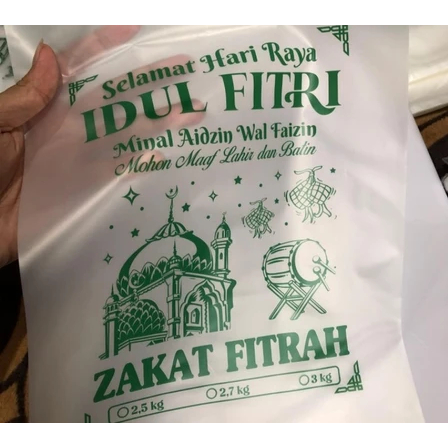 Selamat Hari Raya
IDUL FITRI
Minal Aidzin Wal Faizin
Mohon Maaf Lahir dan Batin
ZAKAT FITRAH
2,5 kg 2,7 kg 3 kg